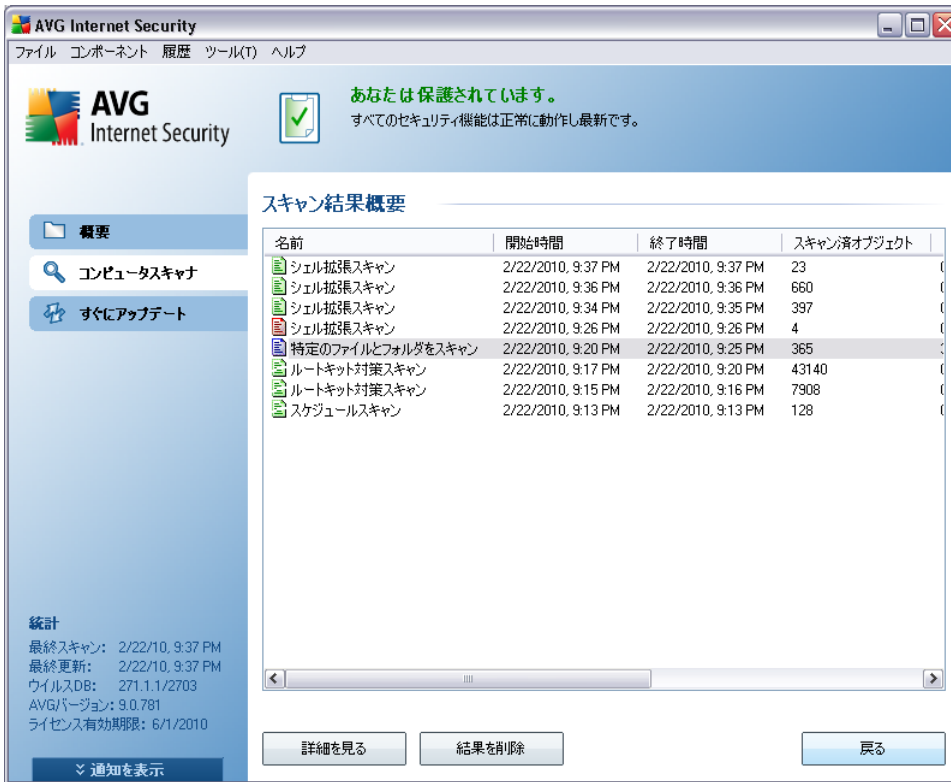 AVG Internet Security
ファイル コンポーネント 履歴 ツール(T) ヘルプ
AVG
Internet Security
あなたは保護されています。
すべてのセキュリティ機能は正常に動作し最新です。
概要
コンピュータスキャナ
すぐにアップデート
スキャン結果概要
名前 開始時間 終了時間 スキャン済オブジェクト
シェル拡張スキャン 2/22/2010, 9:37 PM 2/22/2010, 9:37 PM 23
シェル拡張スキャン 2/22/2010, 9:36 PM 2/22/2010, 9:36 PM 660
シェル拡張スキャン 2/22/2010, 9:34 PM 2/22/2010, 9:35 PM 397
シェル拡張スキャン 2/22/2010, 9:26 PM 2/22/2010, 9:26 PM 4
特定のファイルとフォルダをスキャン 2/22/2010, 9:20 PM 2/22/2010, 9:25 PM 365
ルートキット対策スキャン 2/22/2010, 9:17 PM 2/22/2010, 9:20 PM 43140
ルートキット対策スキャン 2/22/2010, 9:15 PM 2/22/2010, 9:16 PM 7908
スケジュールスキャン 2/22/2010, 9:13 PM 2/22/2010, 9:13 PM 128
統計
最終スキャン: 2/22/10, 9:37 PM
最終更新: 2/22/10, 9:37 PM
ウイルスDB: 271.1.1/2703
AVGバージョン: 9.0.781
ライセンス有効期限: 6/1/2010
通知を表示
詳細を見る 結果を削除 戻る